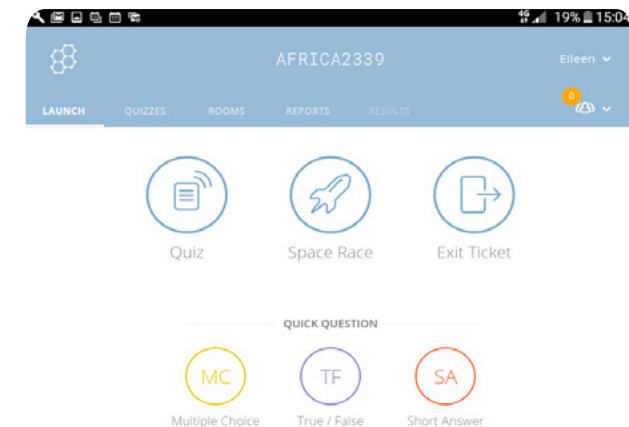 4G 19% 15:04
AFRICA2339 Eileen
0
LAUNCH QUIZZES ROOMS REPORTS RESULTS
Quiz Space Race Exit Ticket
QUICK QUESTION
MC TF SA
Multiple Choice True / False Short Answer